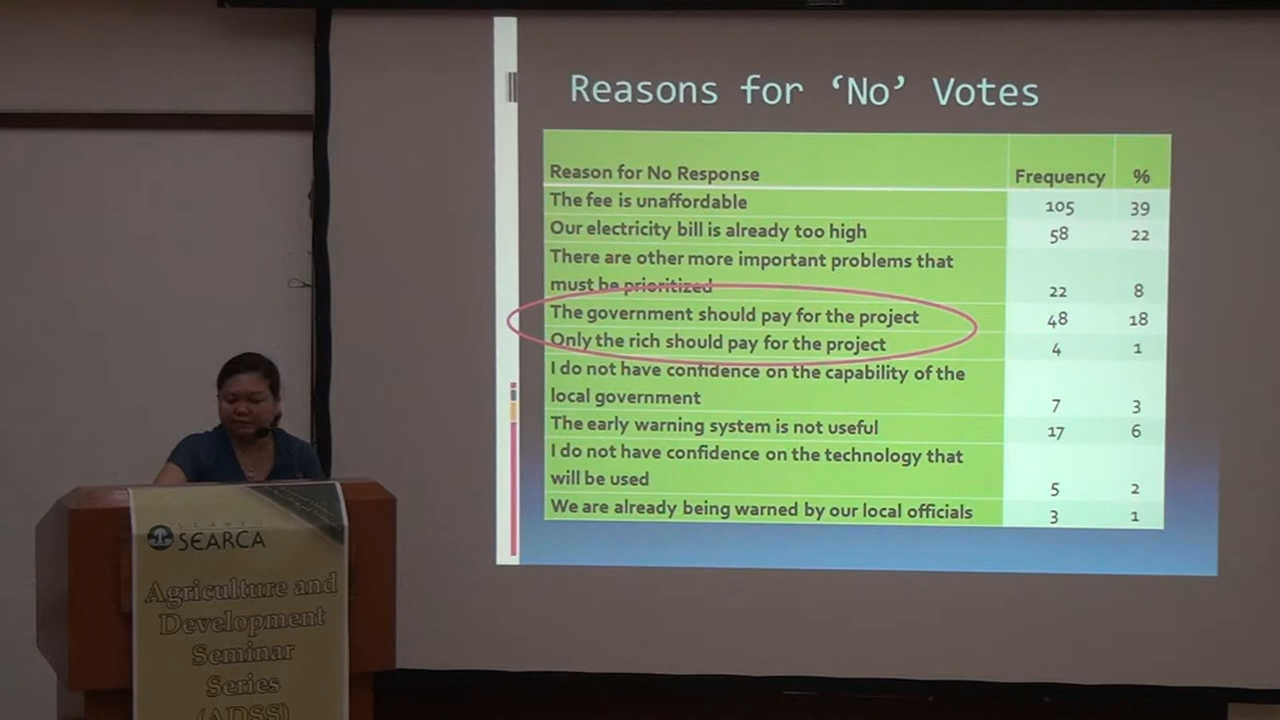 Reasons for ‘No’ Votes
Reason for No Response Frequency %
The fee is unaffordable 105 39
Our electricity bill is already too high 58 22
There are other more important problems that
must be prioritized 22 8
The government should pay for the project 48 18
Only the rich should pay for the project 4 1
I do not have confidence on the capability of the
local government 7 3
The early warning system is not useful 17 6
I do not have confidence on the technology that
will be used 5 2
We are already being warned by our local officials 3 1
SEARCA
Agriculture and
Development
Seminar
Series
(ADSS)